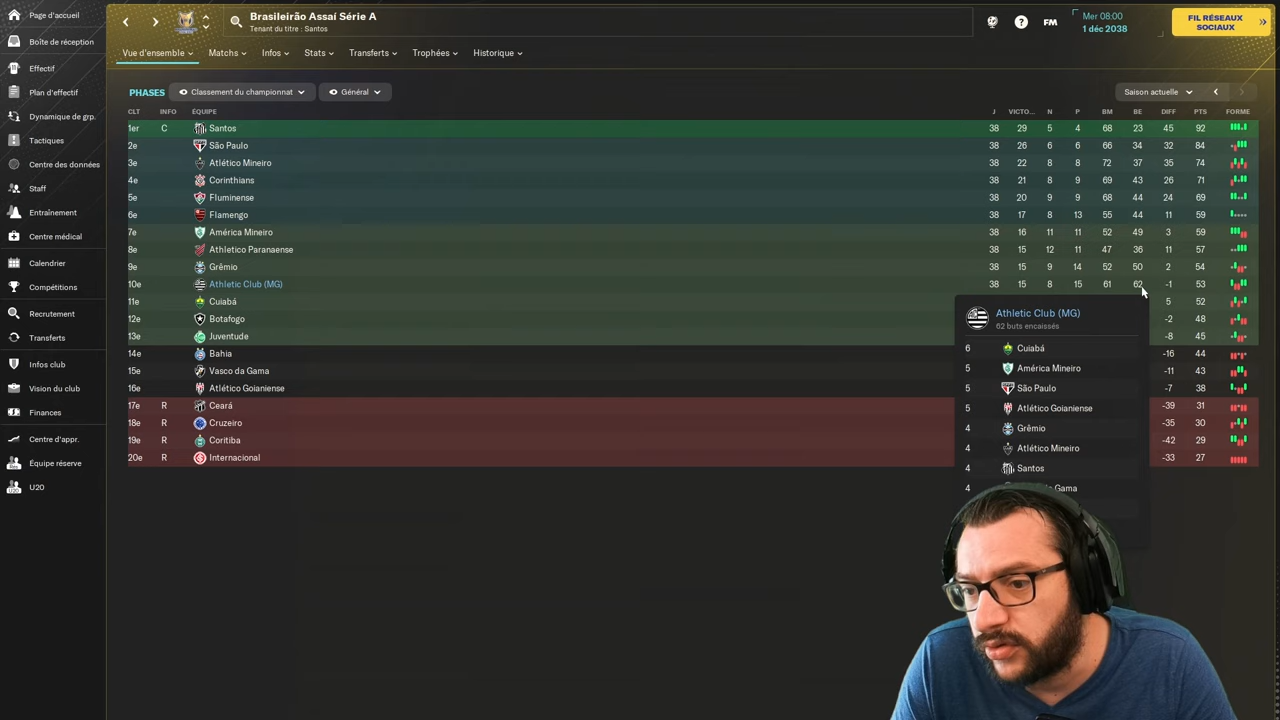 Page d'accueil
Boîte de réception
Effectif
Plan d'effectif
Dynamique de grp.
Tactiques
Centre des données
Staff
Entraînement
Centre médical
Calendrier
Compétitions
Recrutement
Transferts
Infos club
Vision du club
Finances
Centre d'appr.
Équipe réserve
U20
Brasileirão Assaí Série A
Tenant du titre : Santos
FM
Mer 08:00
1 déc 2038
FIL RÉSEAUX
SOCIAUX
Vue d'ensemble Matchs Infos Stats Transferts Trophées Historique
PHASES Classement du championnat Général Saison actuelle
CLT INFO ÉQUIPE J VICTO... N P BM BE DIFF PTS FORME
1er C Santos 38 29 5 4 68 23 45 92
2e São Paulo 38 26 6 6 66 34 32 84
3e Atlético Mineiro 38 22 8 8 72 37 35 74
4e Corinthians 38 21 8 9 69 43 26 71
5e Fluminense 38 20 9 9 68 44 24 69
6e Flamengo 38 17 8 13 55 44 11 59
7e América Mineiro 38 16 11 11 52 49 3 59
8e Athletico Paranaense 38 15 12 11 47 36 11 57
9e Grêmio 38 15 9 14 52 50 2 54
10e Athletic Club (MG) 38 15 8 15 61 62 -1 53
11e Cuiabá 5 52
12e Botafogo -2 48
13e Juventude -8 45
14e Bahia -16 44
15e Vasco da Gama -11 43
16e Atlético Goianiense -7 38
17e R Ceará -39 31
18e R Cruzeiro -35 30
19e R Coritiba -42 29
20e R Internacional -33 27
Athletic Club (MG)
62 buts encaissés
6 Cuiabá
5 América Mineiro
5 São Paulo
5 Atlético Goianiense
4 Grêmio
4 Atlético Mineiro
4 Santos
4 Gama